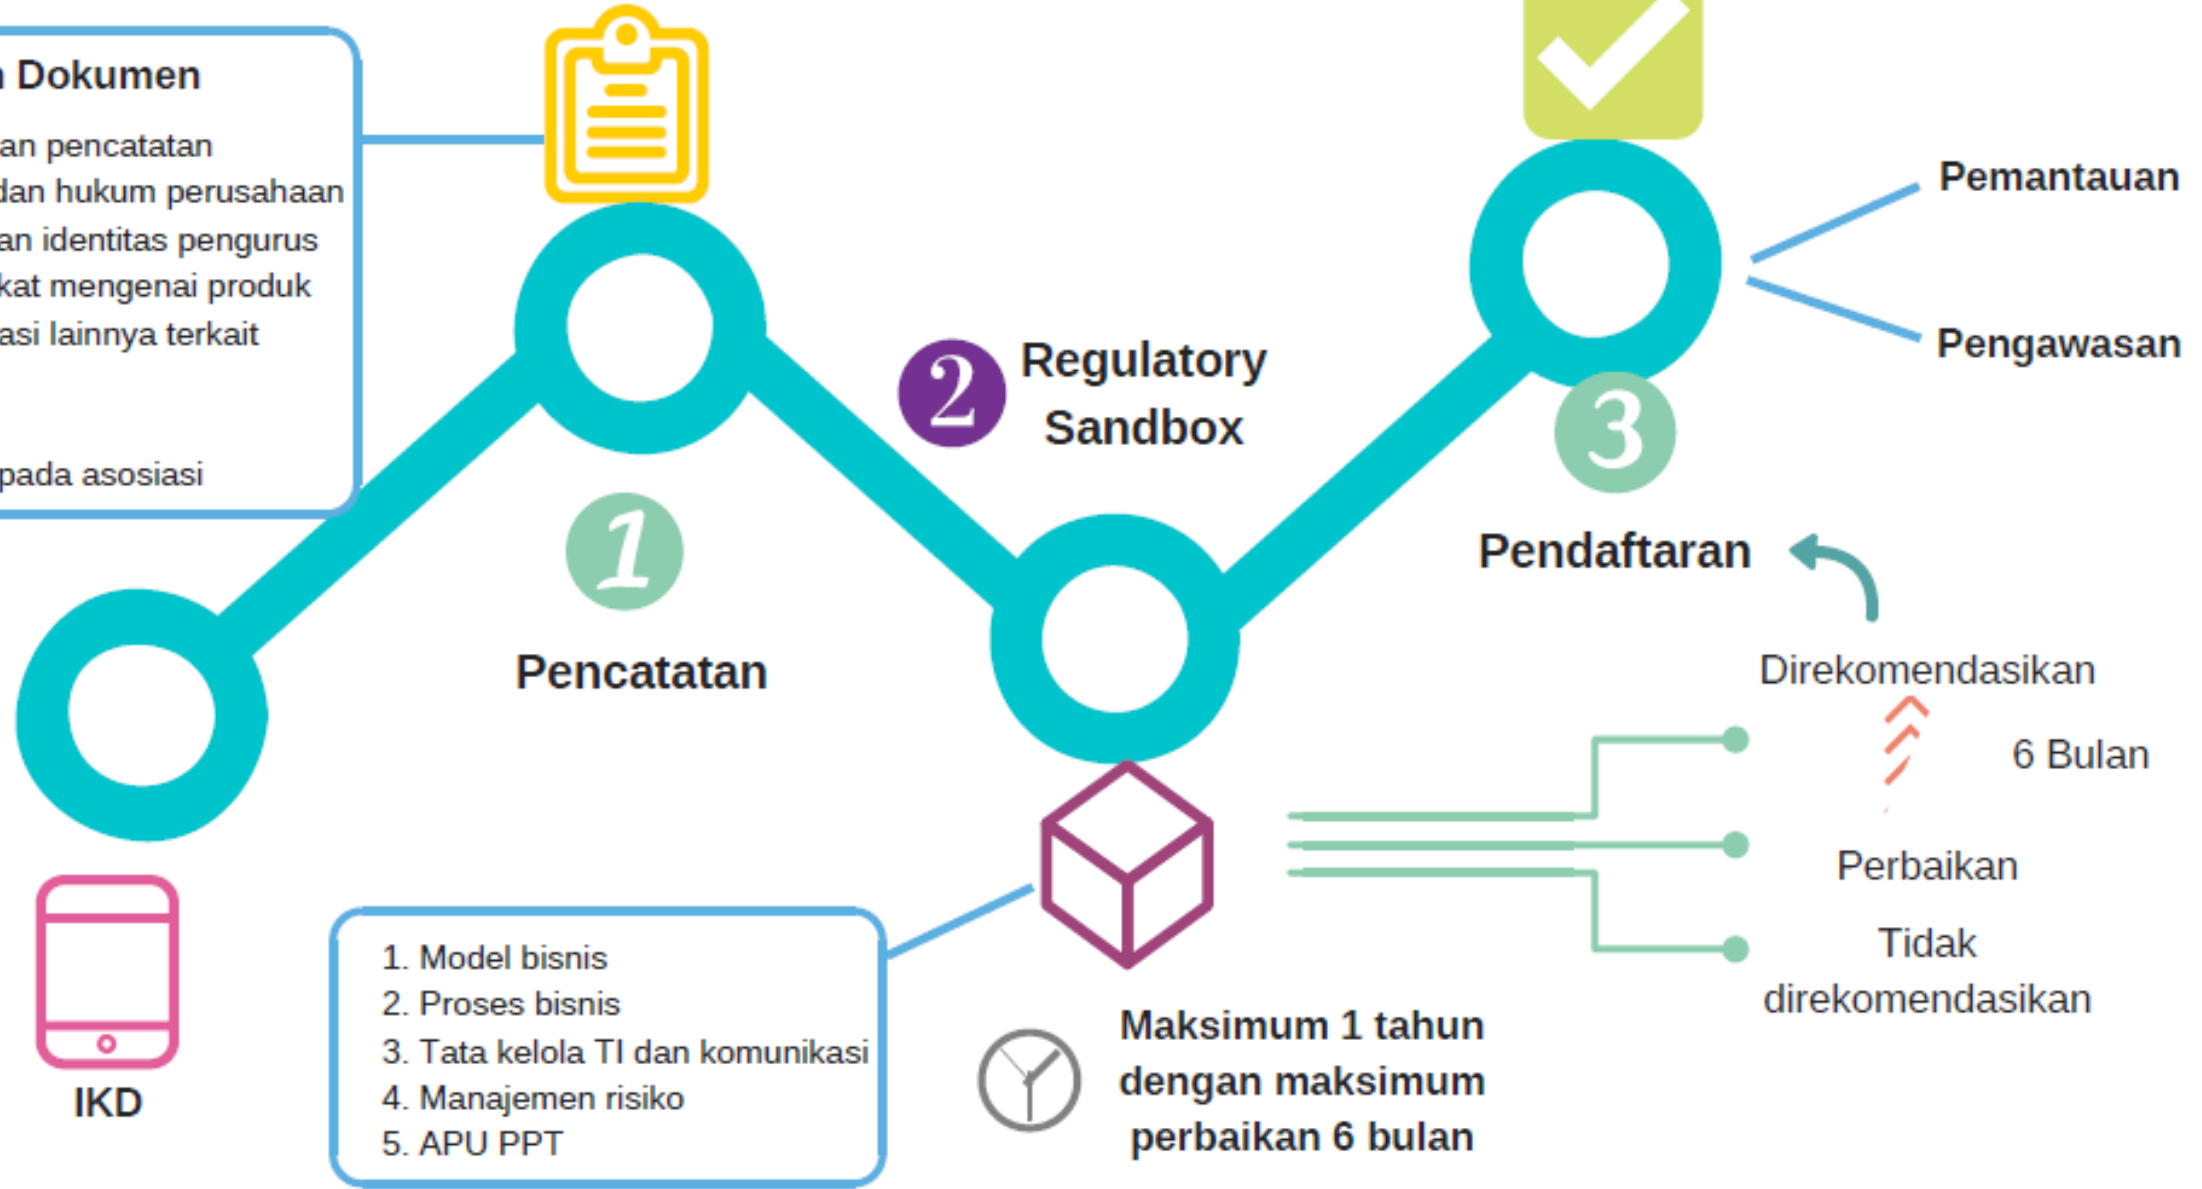 Dokumen
an pencatatan
dan hukum perusahaan
an identitas pengurus
kat mengenai produk
asi lainnya terkait
pada asosiasi
IKD
1
Pencatatan
2
Regulatory
Sandbox
1. Model bisnis
2. Proses bisnis
3. Tata kelola TI dan komunikasi
4. Manajemen risiko
5. APU PPT
Maksimum 1 tahun
dengan maksimum
perbaikan 6 bulan
3
Pendaftaran
Pemantauan
Pengawasan
Direkomendasikan
6 Bulan
Perbaikan
Tidak
direkomendasikan